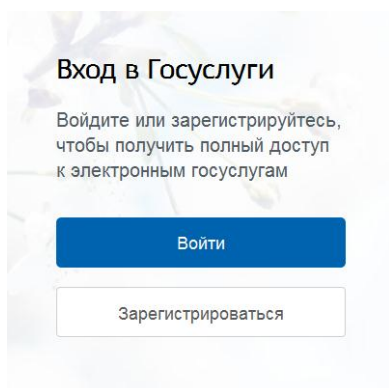 Вход в Госуслуги
Войдите или зарегистрируйтесь,
чтобы получить полный доступ
к электронным госуслугам
Войти
Зарегистрироваться